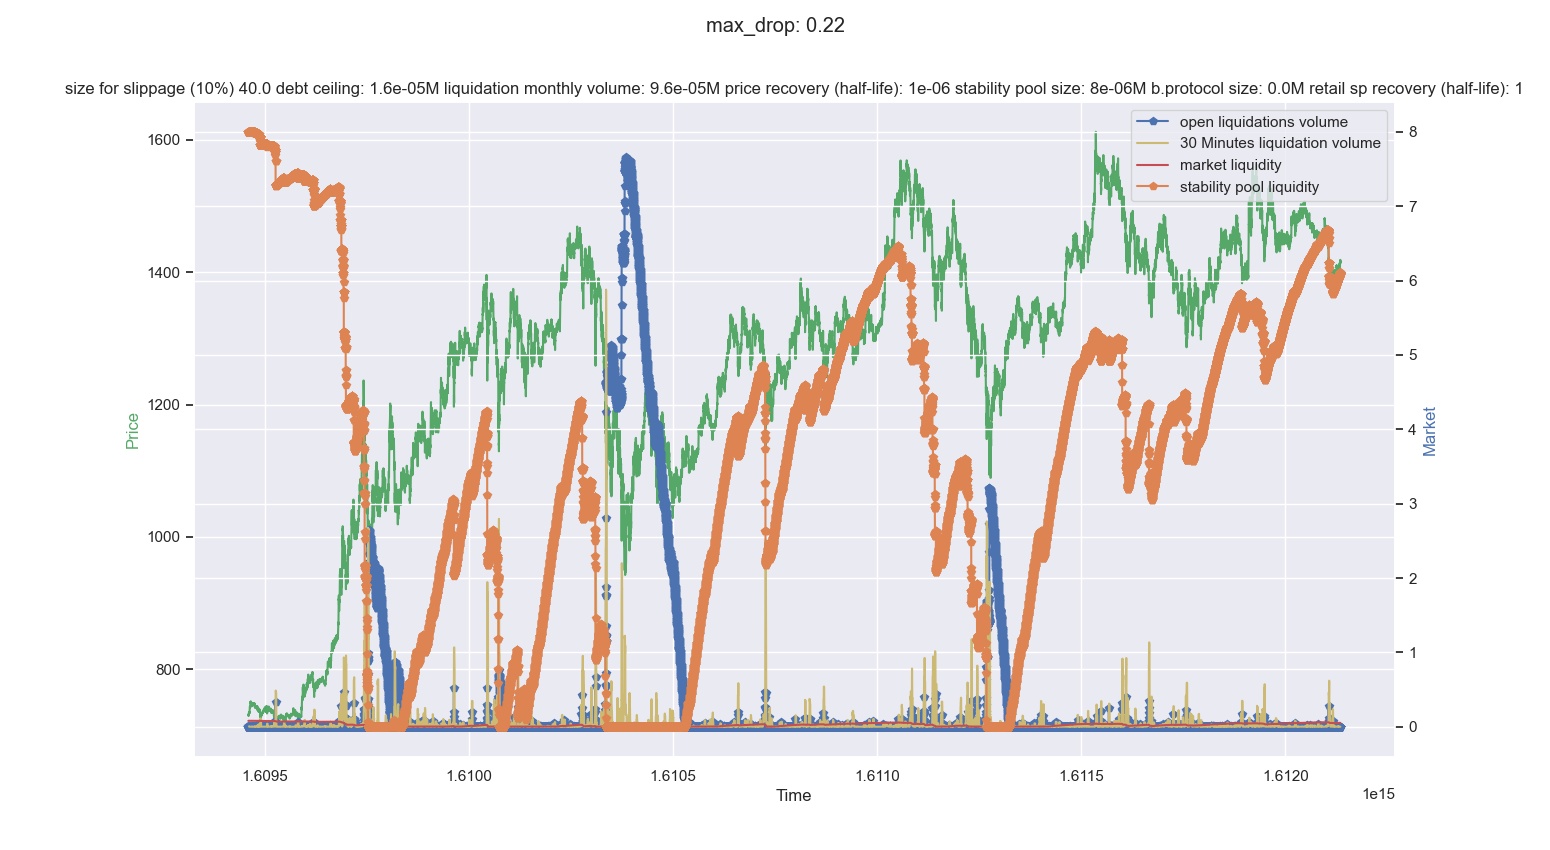 max_drop: 0.22
size for slippage (10%) 40.0 debt ceiling: 1.6e-05M liquidation monthly volume: 9.6e-05M price recovery (half-life): 1e-06 stability pool size: 8e-06M b.protocol size: 0.0M retail sp recovery (half-life): 1
open liquidations volume
30 Minutes liquidation volume
market liquidity
stability pool liquidity
1600
1400
1200
1000
800
Price
8
7
6
5
4
3
2
1
0
Market
1.6095
1.6100
1.6105
1.6110
1.6115
1.6120
1e15
Time